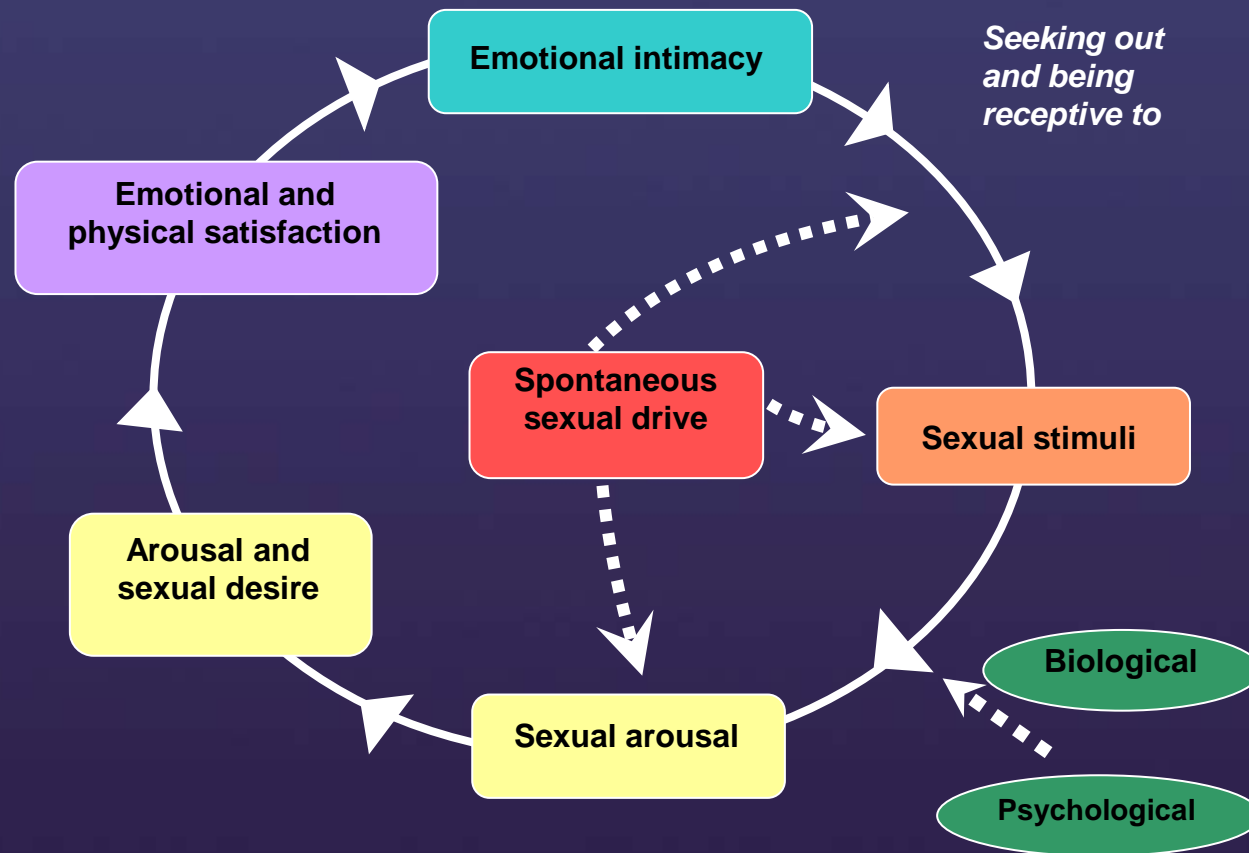 Emotional intimacy
Seeking out
and being
receptive to
Emotional and
physical satisfaction
Spontaneous
sexual drive
Sexual stimuli
Arousal and
sexual desire
Biological
Sexual arousal
Psychological